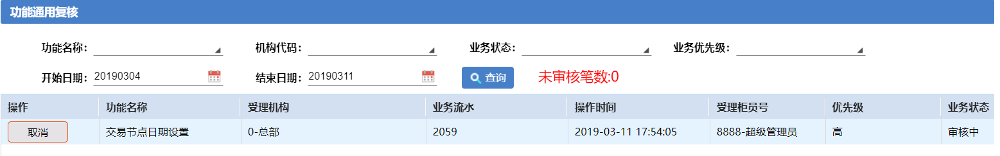 功能通用复核
功能名称： 机构代码： 业务状态： 业务优先级：
开始日期：20190304 结束日期：20190311 查询 未审核笔数:0
操作 功能名称 受理机构 业务流水 操作时间 受理柜员号 优先级 业务状态
取消 交易节点日期设置 0-总部 2059 2019-03-11 17:54:05 8888-超级管理员 高 审核中